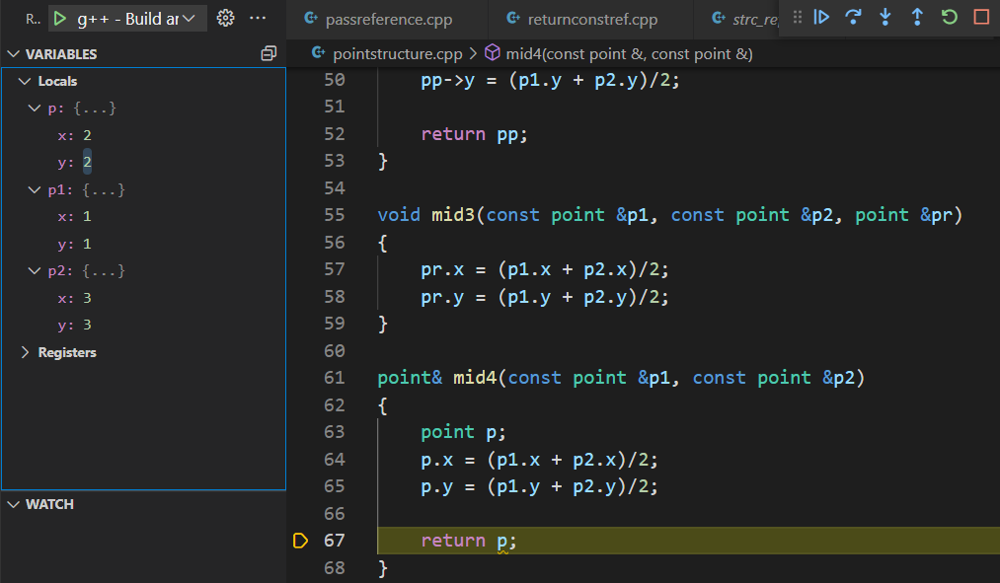 R.. g++ - Build ar
VARIABLES
Locals
p: {...}
x: 2
y: 2
p1: {...}
x: 1
y: 1
p2: {...}
x: 3
y: 3
Registers
WATCH
passreference.cpp returnconstref.cpp
pointstructure.cpp > mid4(const point &, const point &)
50 pp->y = (p1.y + p2.y)/2;
51
52 return pp;
53 }
54
55 void mid3(const point &p1, const point &p2, point &pr)
56 {
57 pr.x = (p1.x + p2.x)/2;
58 pr.y = (p1.y + p2.y)/2;
59 }
60
61 point& mid4(const point &p1, const point &p2)
62 {
63 point p;
64 p.x = (p1.x + p2.x)/2;
65 p.y = (p1.y + p2.y)/2;
66
67 return p;
68 }